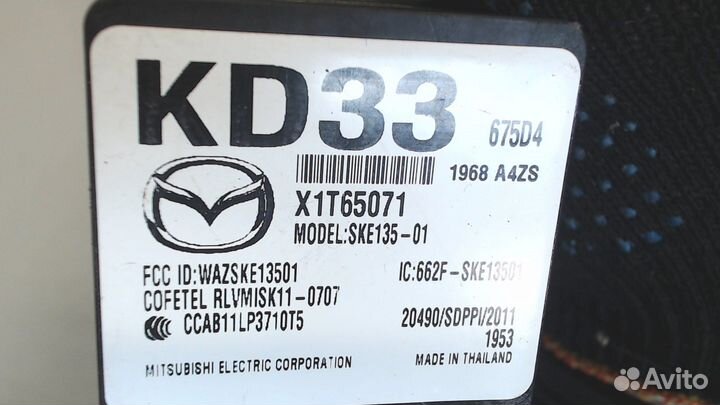 KD33
675D4
1968 A4ZS
X1T65071
MODEL:SKE135-01
FCC ID:WAZSKE13501
IC:662F-SKE13501
COFETEL RLVMISK11-0707
CCAB11LP3710T5
20490/SDPPI/2011
1953
MITSUBISHI ELECTRIC CORPORATION
MADE IN THAILAND
Avito